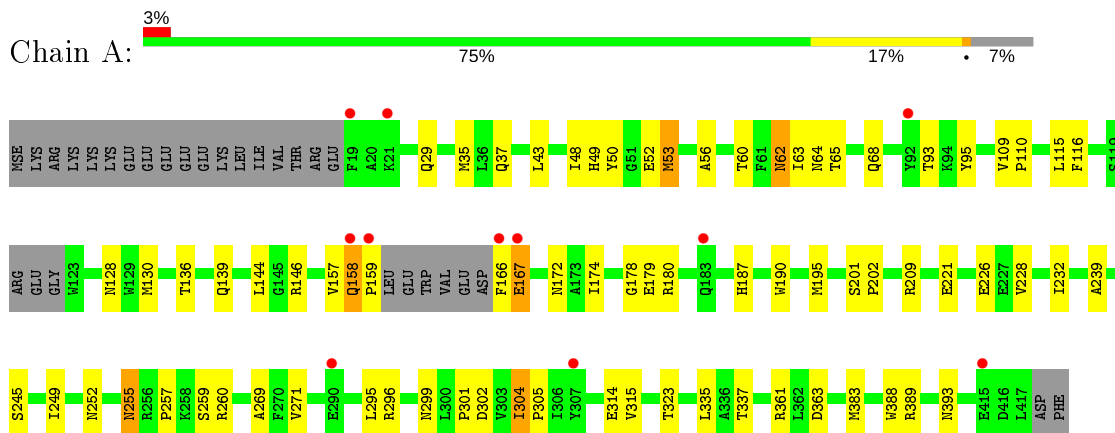 3%
Chain A:
75% 17% • 7%
MSE LYS ARG LYS LYS LYS LYS GLU GLU GLU GLU GLU LYS LEU ILE VAL THR ARG GLU F19 A20 K21 Q29 M35 L36 Q37 L43 I48 H49 Y50 G51 E52 M53 A56 T60 F61 N62 I63 N64 T65 Q68 Y92 T93 K94 Y95 V109 P110 L115 F116 S119
ARG GLU GLY W123 N128 W129 M130 T136 Q139 L144 G145 R146 V157 Q158 P159 LEU GLU TRP VAL GLU ASP F166 E167 N172 A173 I174 G178 E179 R180 Q183 H187 W190 M195 S201 P202 R209 E221 E226 E227 V228 I232 A239
S245 I249 N252 N255 R256 P257 K258 S259 R260 A269 F270 V271 E290 L295 R296 N299 L300 P301 D302 V303 I304 P305 I306 Y307 E314 V315 T323 L335 A336 T337 R361 L362 D363 M383 W388 R389 N393 E415 D416 L417 ASP PHE